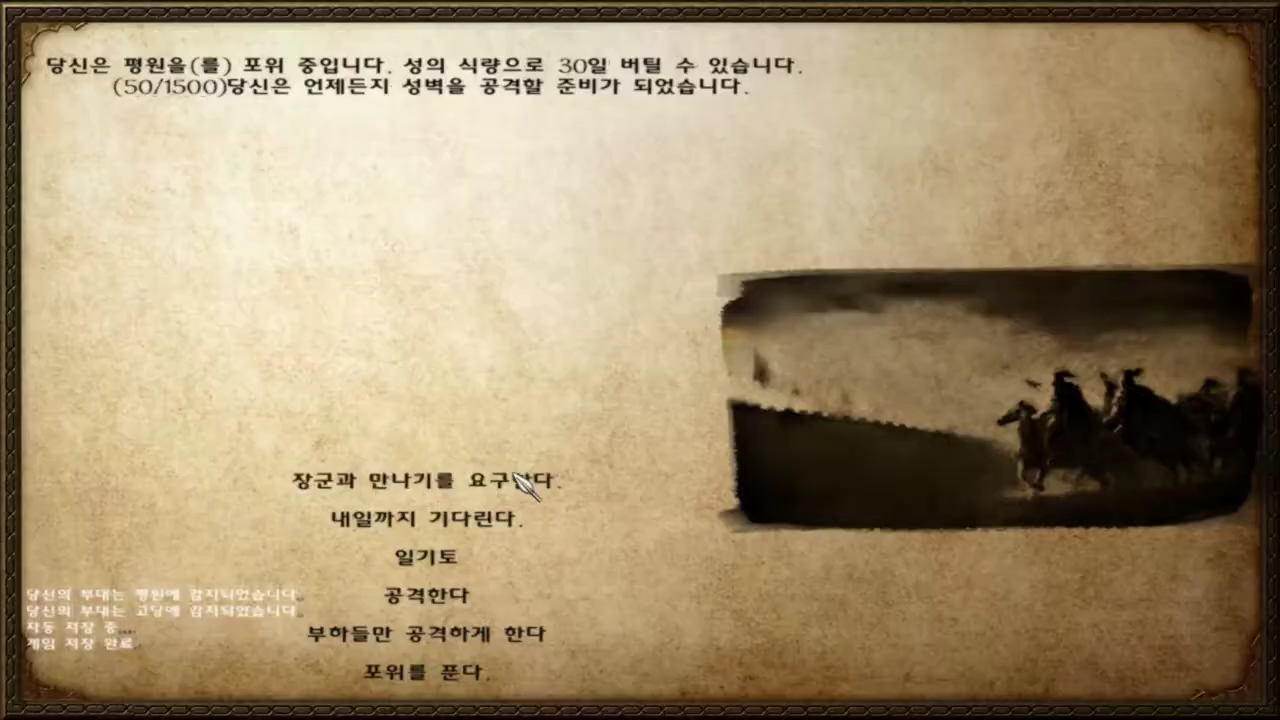 당신은 평원을(를) 포위 중입니다. 성의 식량으로 30일 버틸 수 있습니다.
(50/1500)당신은 언제든지 성벽을 공격할 준비가 되었습니다.
장군과 만나기를 요구한다.
내일까지 기다린다.
일기토
공격한다
부하들만 공격하게 한다
포위를 푼다.
당신의 부대는 평원에 감지되었습니다.
당신의 부대는 고당에 감지되었습니다.
자동 저장 중...
게임 저장 완료